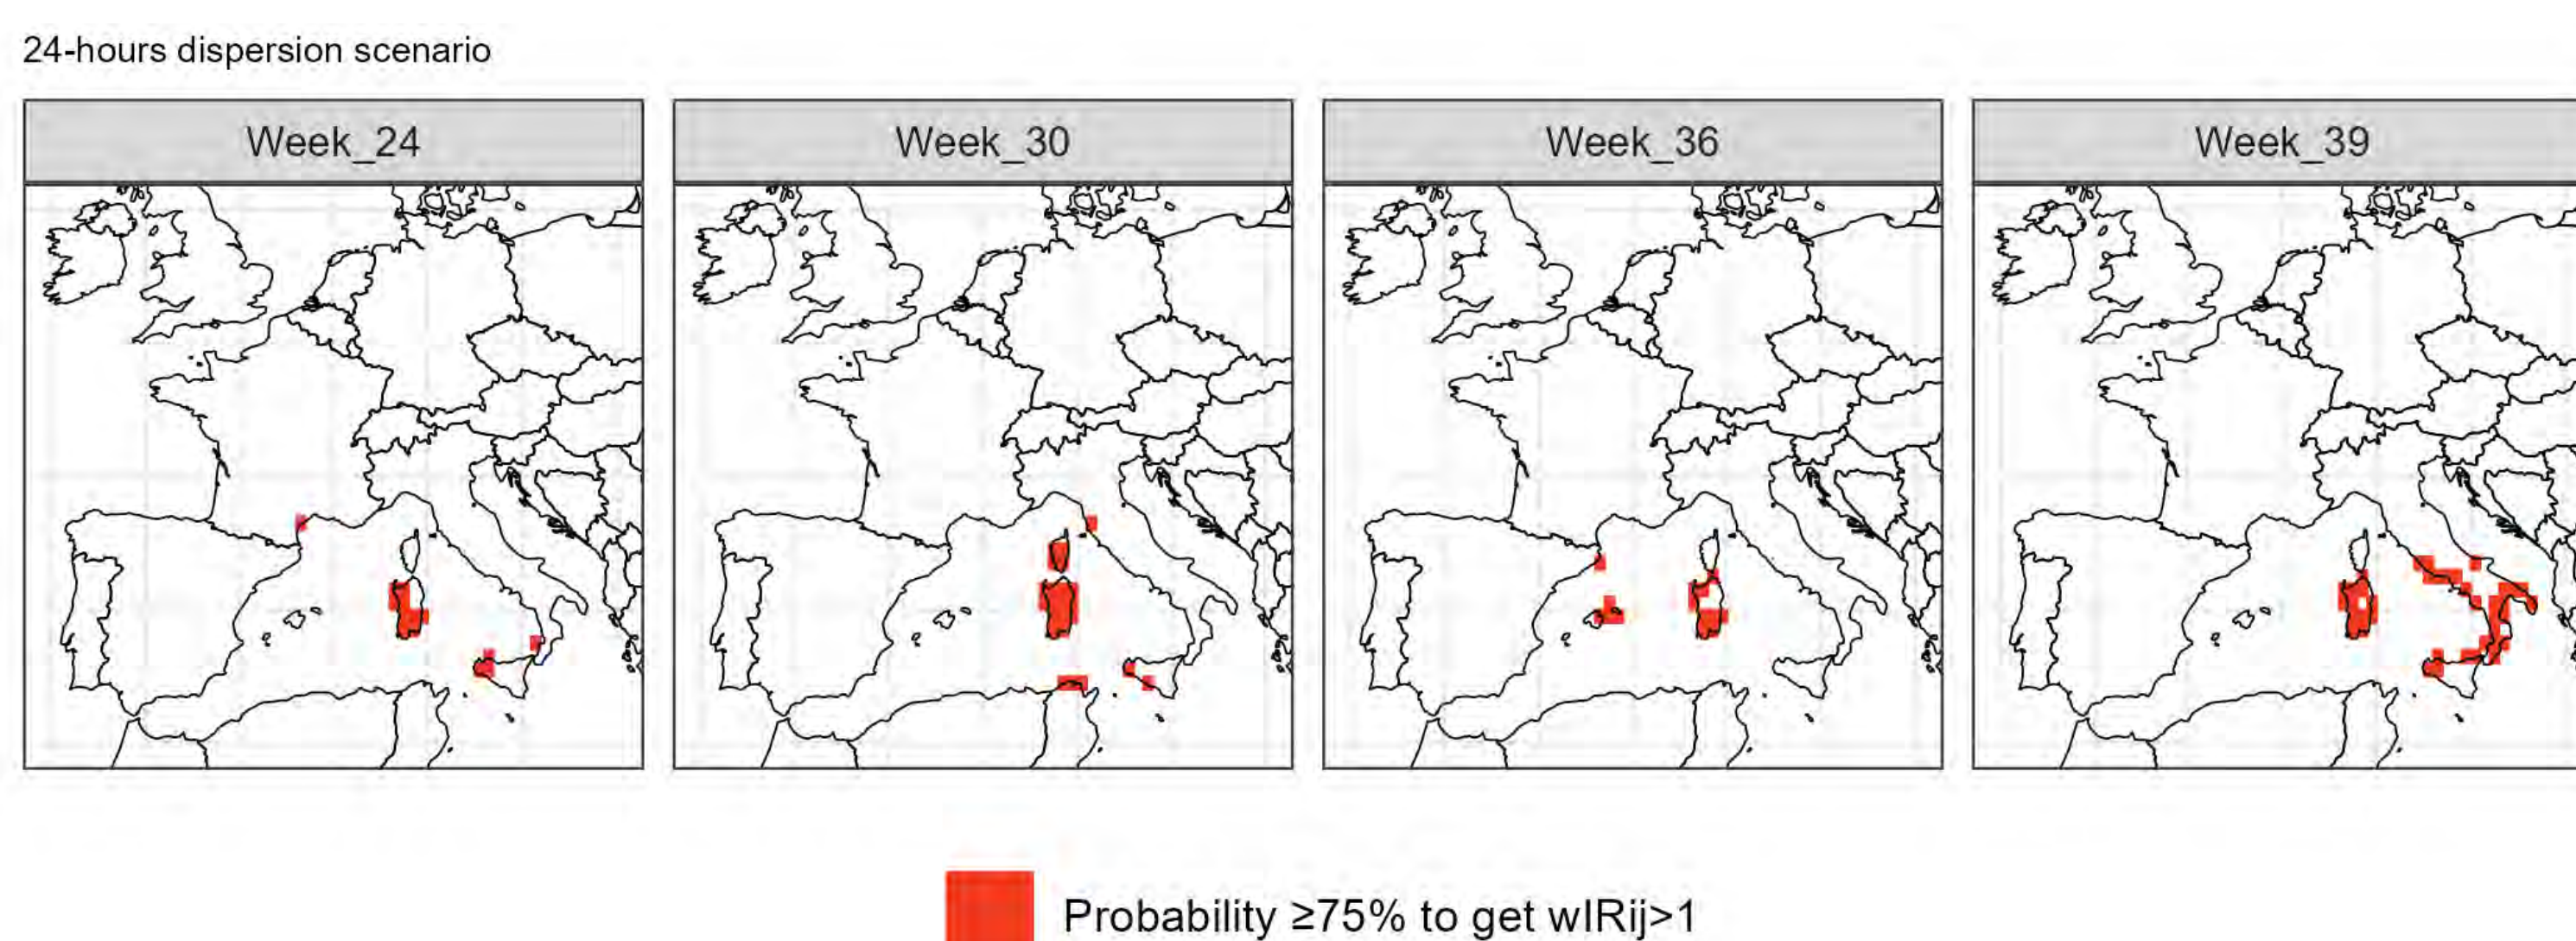 24-hours dispersion scenario
Week_24
Week_30
Week_36
Week_39
Probability ≥75% to get wIRij>1